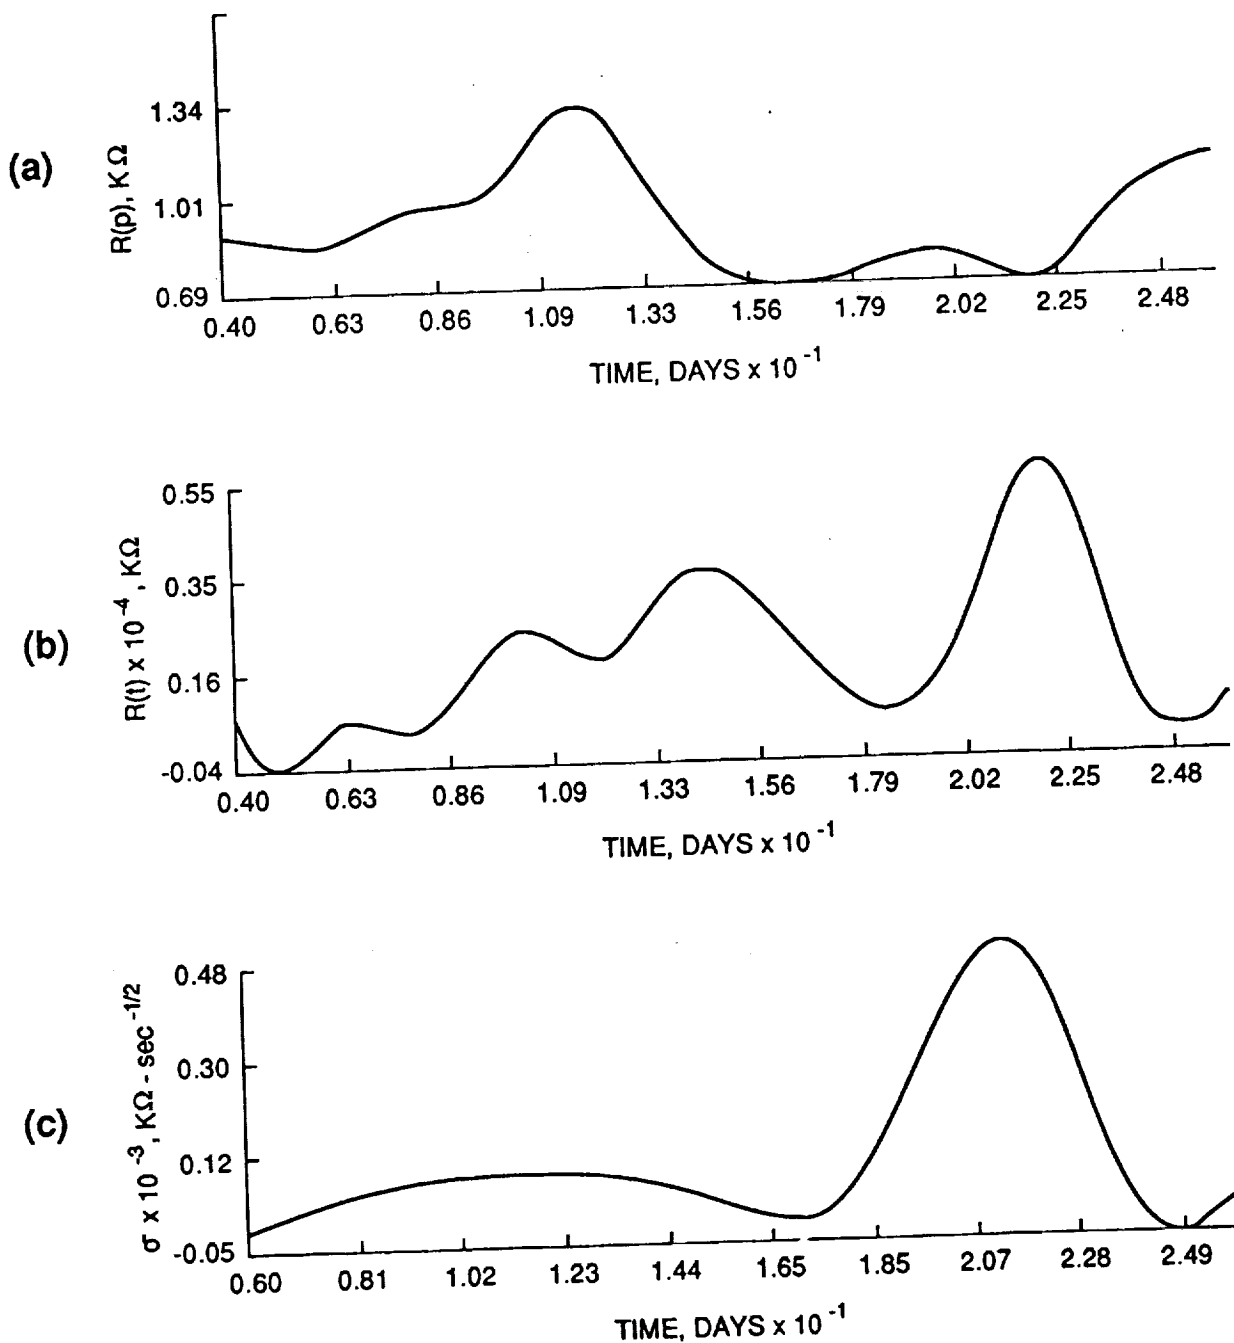 (a)
R(p), KΩ
1.34
1.01
0.69
0.40 0.63 0.86 1.09 1.33 1.56 1.79 2.02 2.25 2.48
TIME, DAYS x 10 -1
(b)
R(t) x 10 -4 , KΩ
0.55
0.35
0.16
-0.04
0.40 0.63 0.86 1.09 1.33 1.56 1.79 2.02 2.25 2.48
TIME, DAYS x 10 -1
(c)
σ x 10 -3, KΩ - sec -1/2
0.48
0.30
0.12
-0.05
0.60 0.81 1.02 1.23 1.44 1.65 1.85 2.07 2.28 2.49
TIME, DAYS x 10 -1